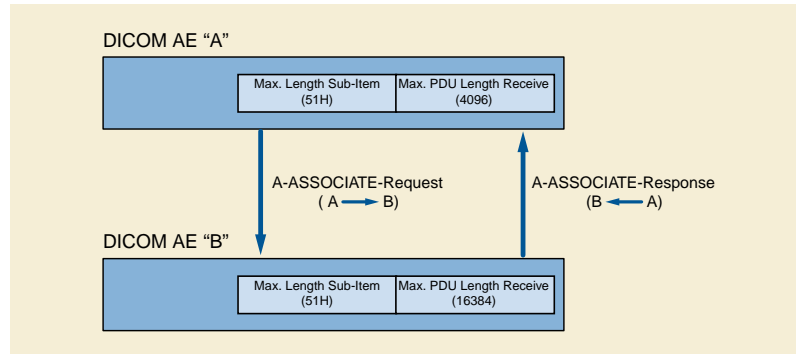 DICOM AE “A”
Max. Length Sub-Item
(51H)
Max. PDU Length Receive
(4096)
A-ASSOCIATE-Request
( A → B)
A-ASSOCIATE-Response
(B ← A)
DICOM AE “B”
Max. Length Sub-Item
(51H)
Max. PDU Length Receive
(16384)